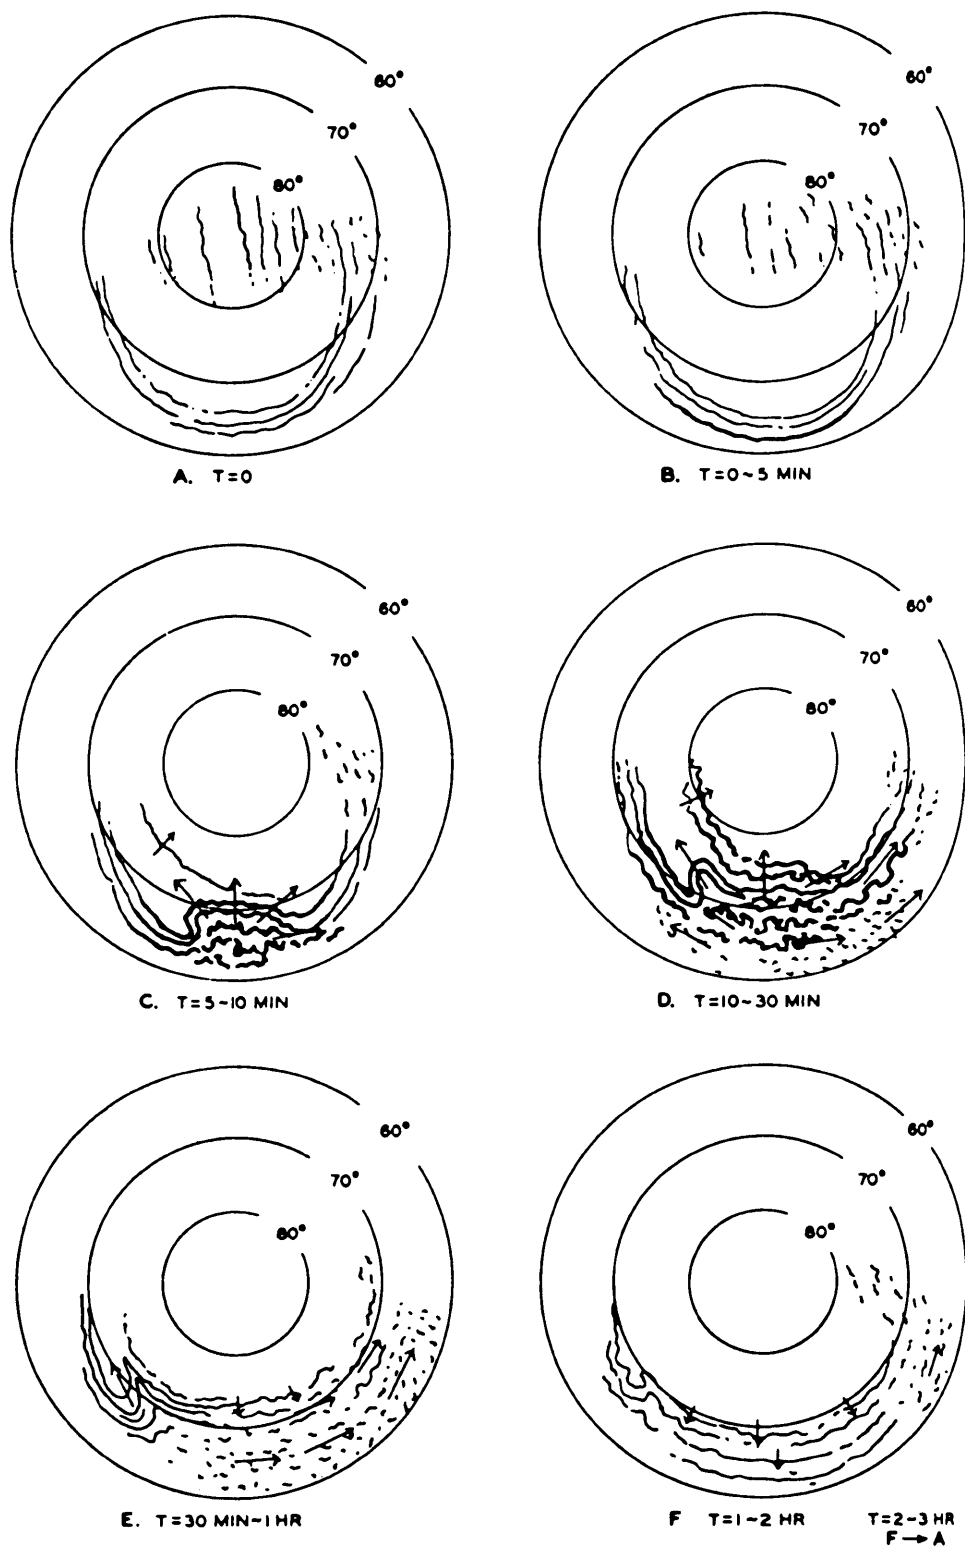 60°
70°
80°
A. T=0
60°
70°
80°
B. T=0~5 MIN
60°
70°
80°
C. T=5~10 MIN
60°
70°
80°
D. T=10~30 MIN
60°
70°
80°
E. T=30 MIN~1 HR
60°
70°
80°
F T=1~2 HR
T=2~3 HR
F→A